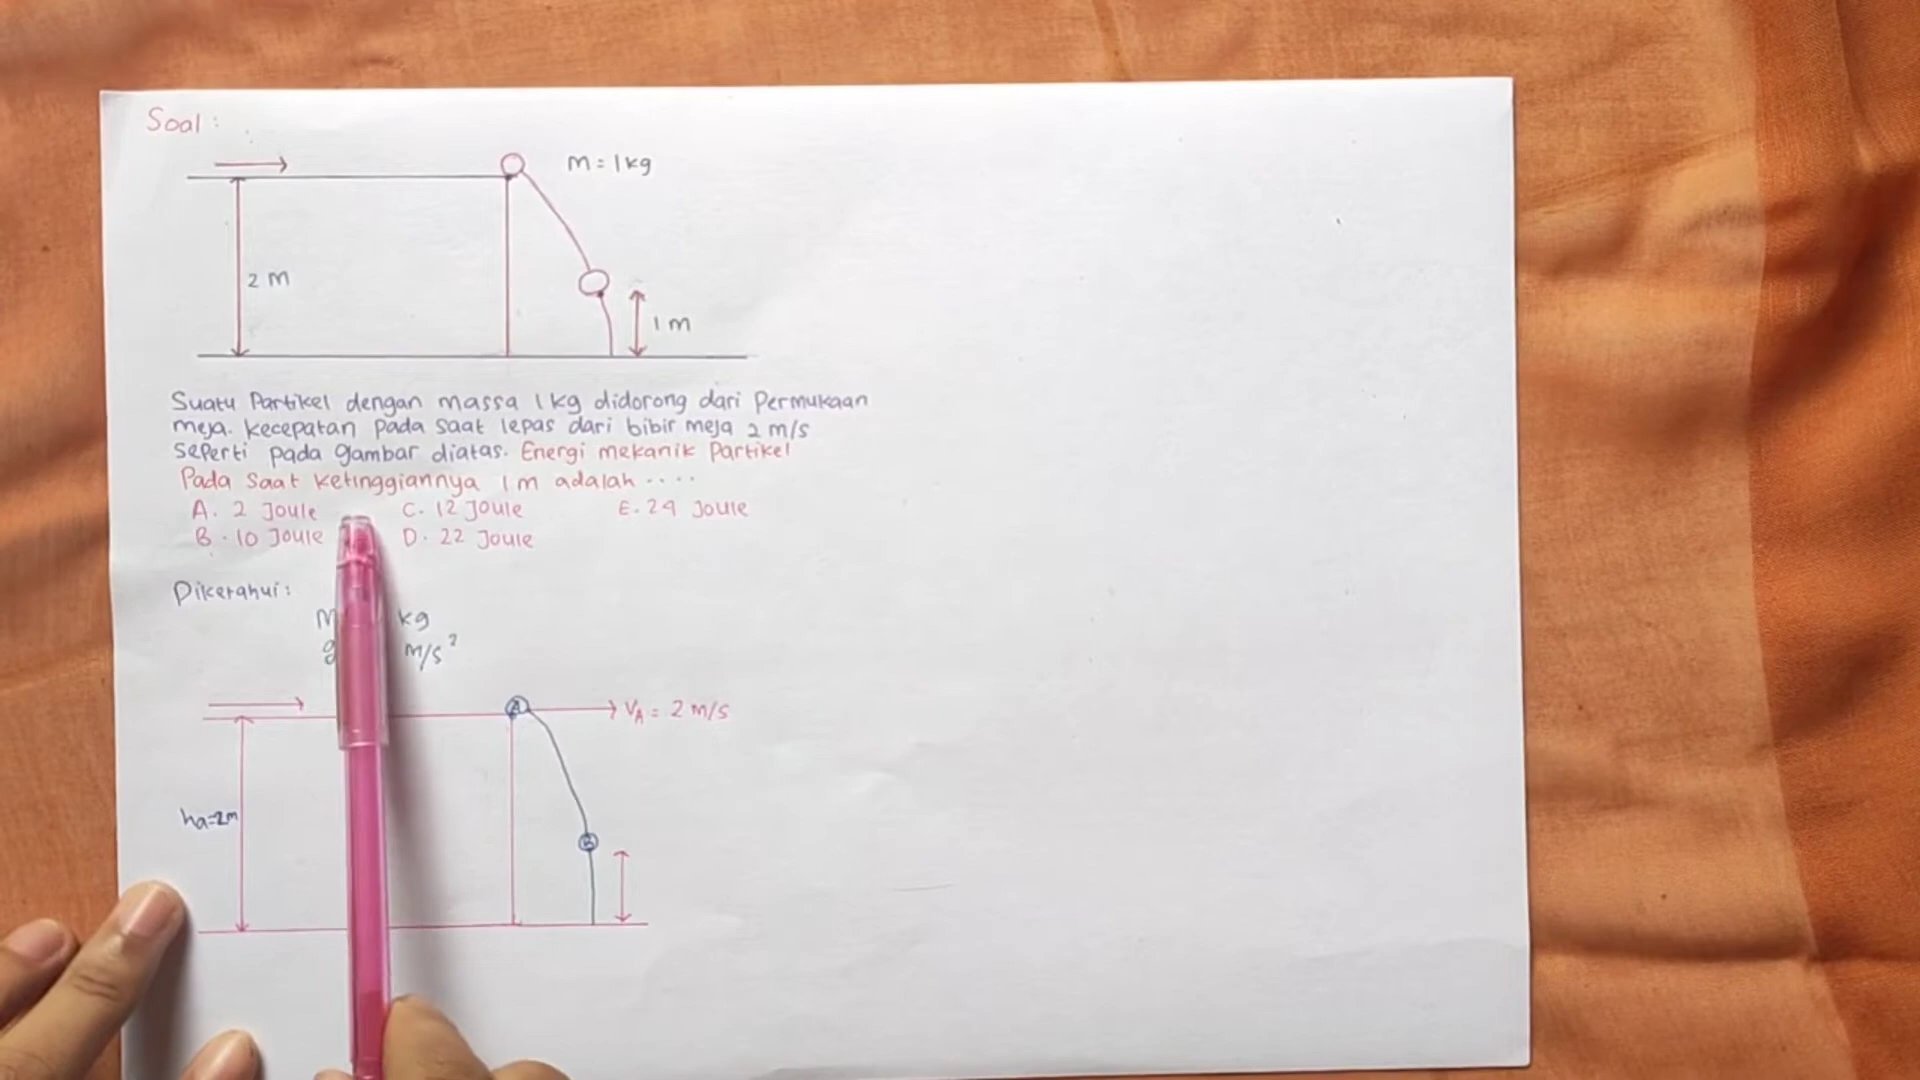 Soal :
m = 1 kg
2 m
1 m
Suatu Partikel dengan massa 1 kg didorong dari Permukaan
meja. kecepatan pada saat lepas dari bibir meja 2 m/s
seperti pada gambar diatas. Energi mekanik Partikel
Pada saat ketinggiannya 1 m adalah ....
A. 2 Joule C. 12 Joule E. 24 Joule
B. 10 Joule D. 22 Joule
Diketahui :
M kg
g m/s²
A VA = 2 m/s
ha=2m
B